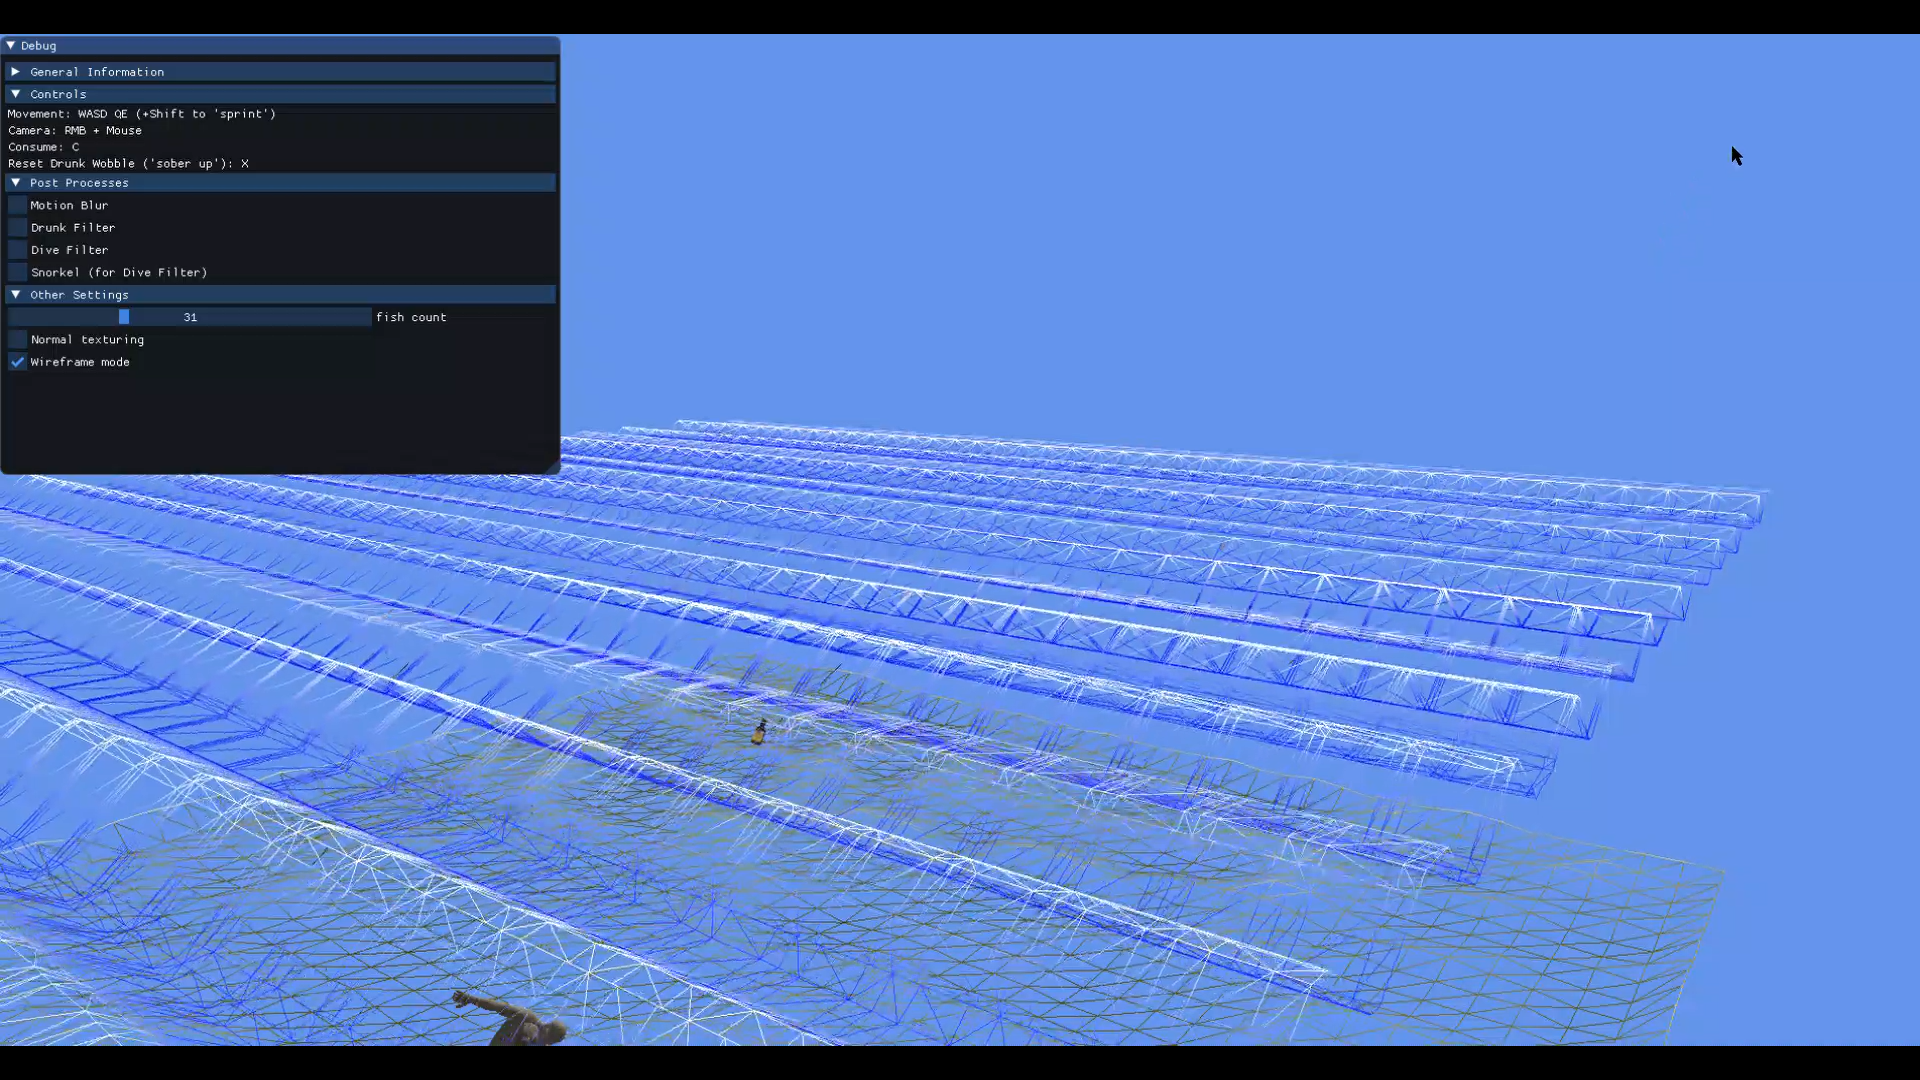 Debug
General Information
Controls
Movement: WASD QE (+Shift to 'sprint')
Camera: RMB + Mouse
Consume: C
Reset Drunk Wobble ('sober up'): X
Post Processes
Motion Blur
Drunk Filter
Dive Filter
Snorkel (for Dive Filter)
Other Settings
31 fish count
Normal texturing
Wireframe mode